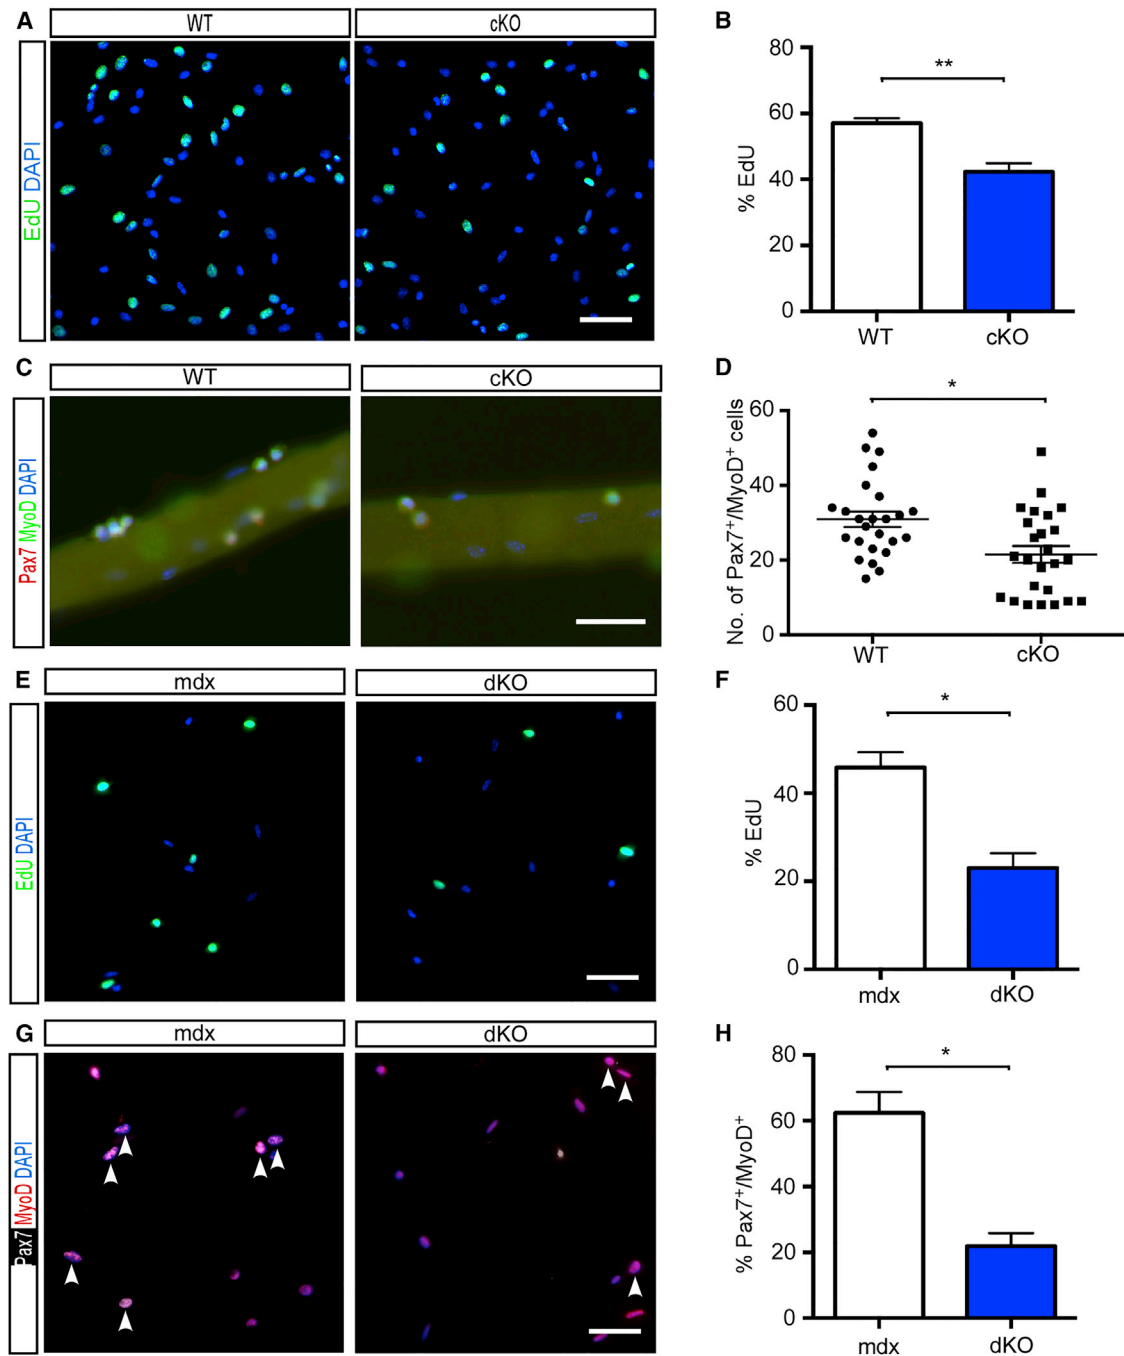 A
WT
cKO
EdU DAPI
B
80
60
40
20
0
% EdU
**
WT
cKO
C
WT
cKO
Pax7 MyoD DAPI
D
60
40
20
0
No. of Pax7+/MyoD+ cells
*
WT
cKO
E
mdx
dKO
EdU DAPI
F
60
40
20
0
% EdU
*
mdx
dKO
G
mdx
dKO
Pax7 MyoD DAPI
H
80
60
40
20
0
% Pax7+/MyoD+
*
mdx
dKO